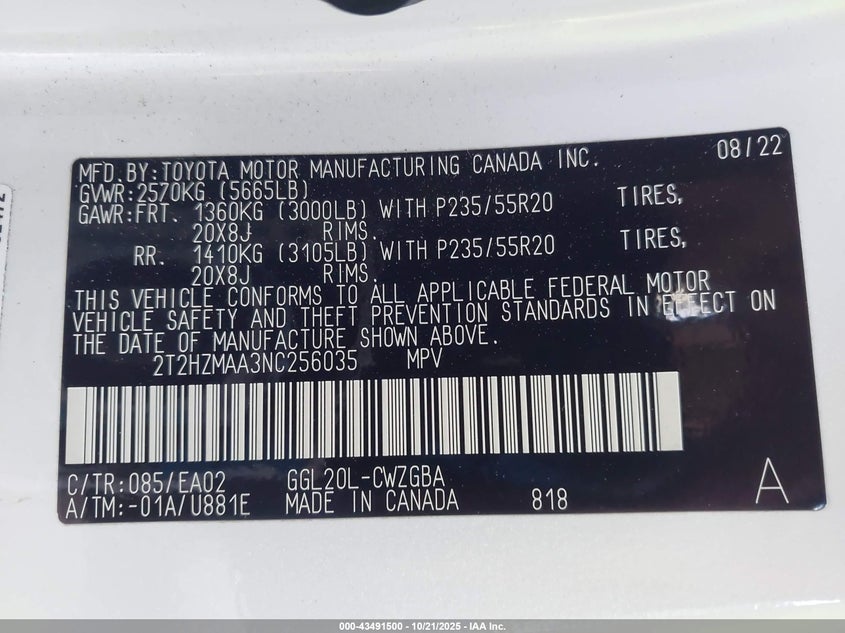 MFD.BY:TOYOTA MOTOR MANUFACTURING CANADA INC. 08/22
GVWR:2570KG (5665LB)
GAWR:FRT. 1360KG (3000LB) WITH P235/55R20 TIRES,
20X8J RIMS.
RR. 1410KG (3105LB) WITH P235/55R20 TIRES,
20X8J RIMS.
THIS VEHICLE CONFORMS TO ALL APPLICABLE FEDERAL MOTOR
VEHICLE SAFETY AND THEFT PREVENTION STANDARDS IN EFFECT ON
THE DATE OF MANUFACTURE SHOWN ABOVE.
2T2HZMAA3NC256035 MPV
C/TR:085/EA02 GGL20L-CWZGBA A
A/TM:-01A/U881E MADE IN CANADA 818
000-43491500 - 10/21/2025 - IAA Inc.